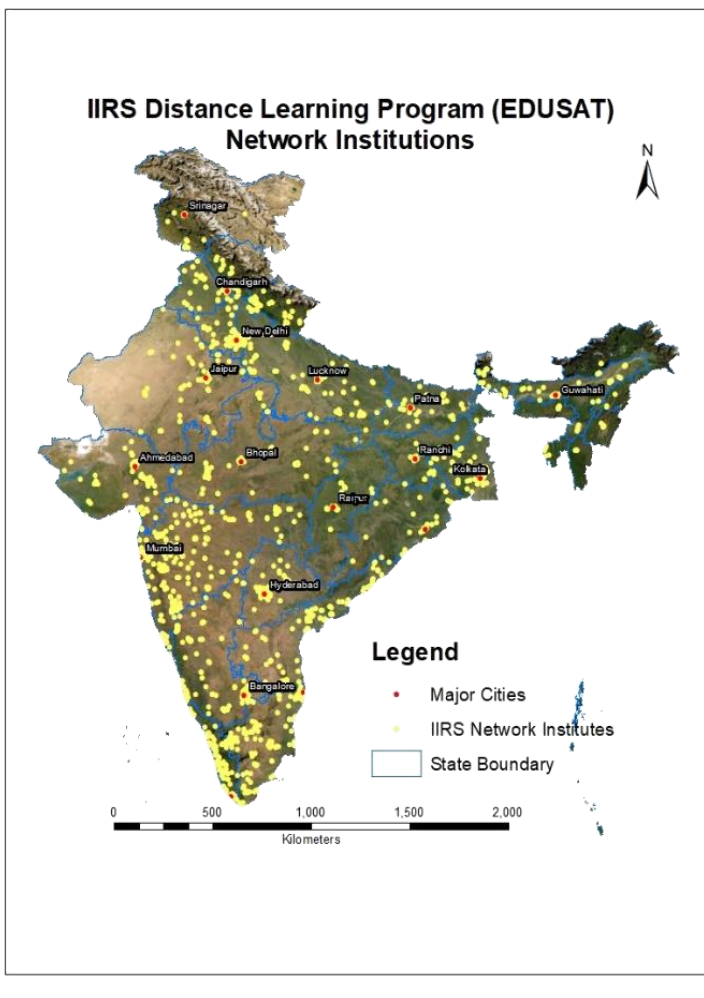 IIRS Distance Learning Program (EDUSAT)
Network Institutions
N
Srinagar
Chandigarh
New Delhi
Jaipur
Lucknow
Guwahati
Patna
Ahmedabad
Bhopal
Ranchi
Kolkata
Raipur
Mumbai
Hyderabad
Bangalore
Legend
Major Cities
IIRS Network Institutes
State Boundary
0 500 1,000 1,500 2,000
Kilometers